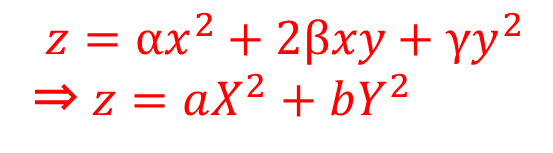 z = αx² + 2βxy + γy²
⇒ z = aX² + bY²